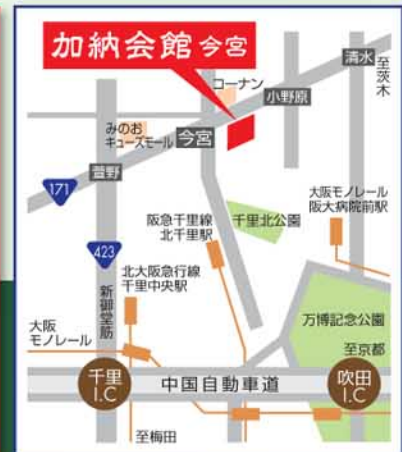 加納会館 今宮
清水
至茨木
コーナン
小野原
みのお
キューズモール
今宮
萱野
171
大阪モノレール
阪大病院前駅
阪急千里線
北千里駅
千里北公園
423
北大阪急行線
千里中央駅
新御堂筋
万博記念公園
大阪
モノレール
至京都
千里
I.C
中国自動車道
吹田
I.C
至梅田